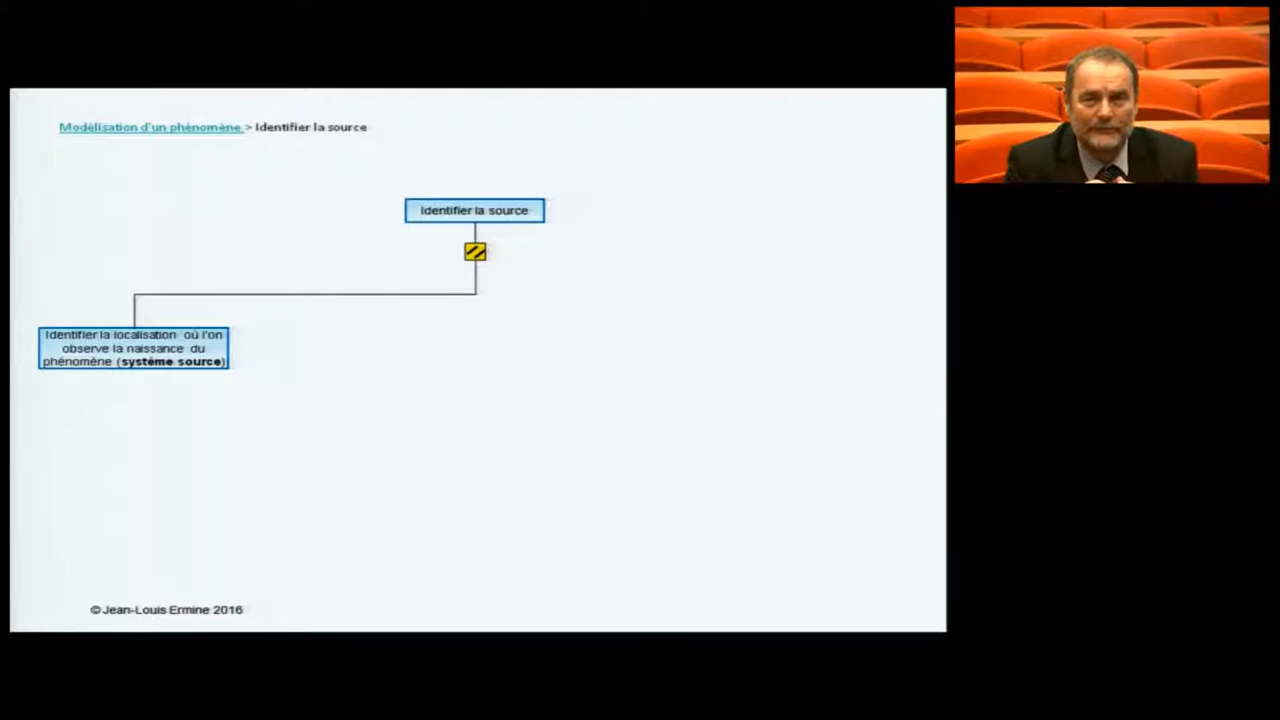 Modélisation d'un phénomène > Identifier la source
Identifier la source
Identifier la localisation où l'on
observe la naissance du
phénomène (système source)
© Jean-Louis Ermine 2016